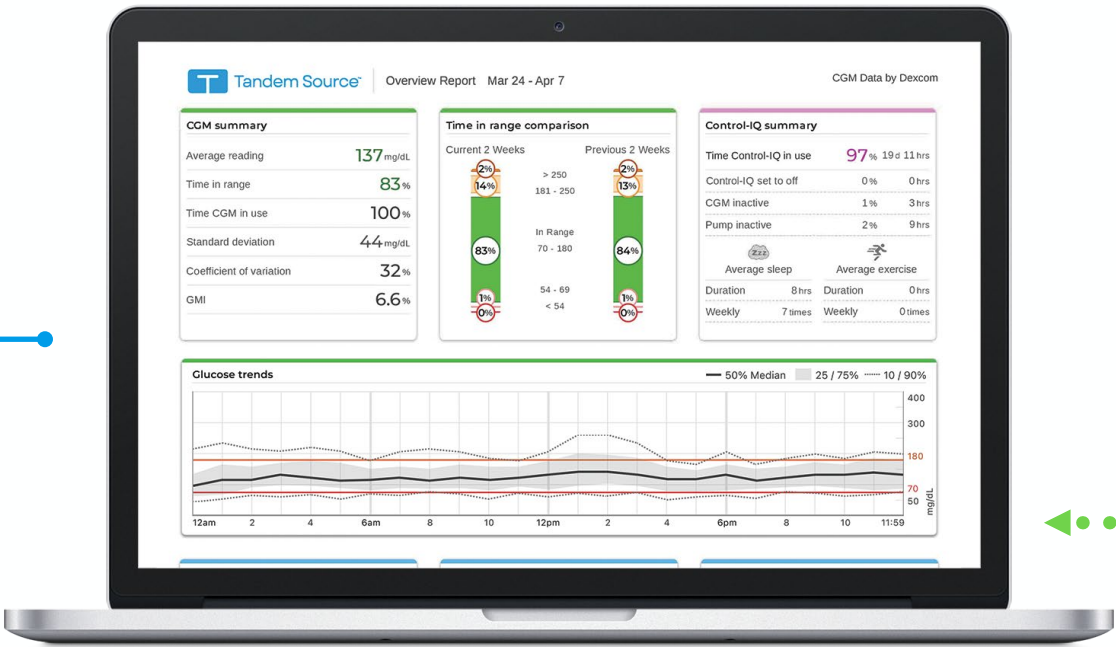 Tandem Source™ Overview Report Mar 24 - Apr 7
CGM Data by Dexcom
CGM summary
Average reading 137 mg/dL
Time in range 83 %
Time CGM in use 100 %
Standard deviation 44 mg/dL
Coefficient of variation 32 %
GMI 6.6 %
Time in range comparison
Current 2 Weeks Previous 2 Weeks
2% > 250 2%
14% 181 - 250 13%
In Range
83% 70 - 180 84%
1% 54 - 69 1%
0% < 54 0%
Control-IQ summary
Time Control-IQ in use 97 % 19 d 11 hrs
Control-IQ set to off 0 % 0 hrs
CGM inactive 1 % 3 hrs
Pump inactive 2 % 9 hrs
Zzz
Average sleep Average exercise
Duration 8 hrs Duration 0 hrs
Weekly 7 times Weekly 0 times
Glucose trends
50% Median 25 / 75% 10 / 90%
400
300
180
70
50
mg/dL
12am 2 4 6am 8 10 12pm 2 4 6pm 8 10 11:59